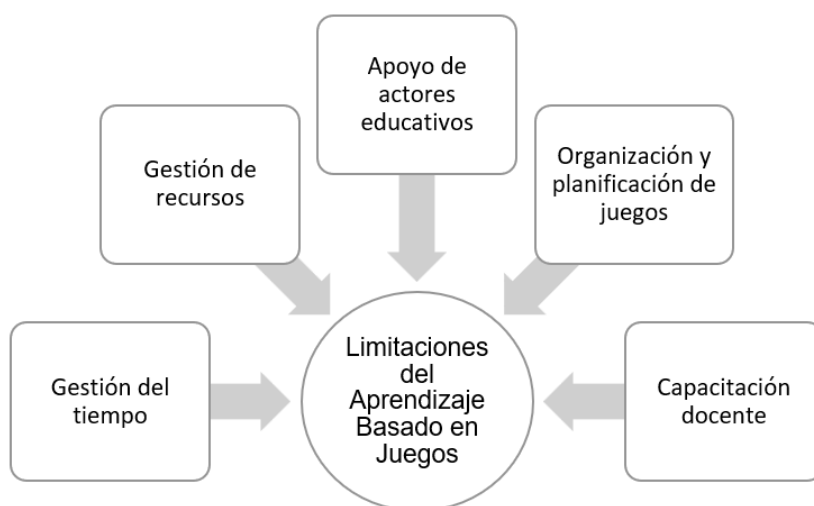 Apoyo de
actores
educativos
Gestión de
recursos
Organización y
planificación de
juegos
Gestión del
tiempo
Limitaciones
del
Aprendizaje
Basado en
Juegos
Capacitación
docente